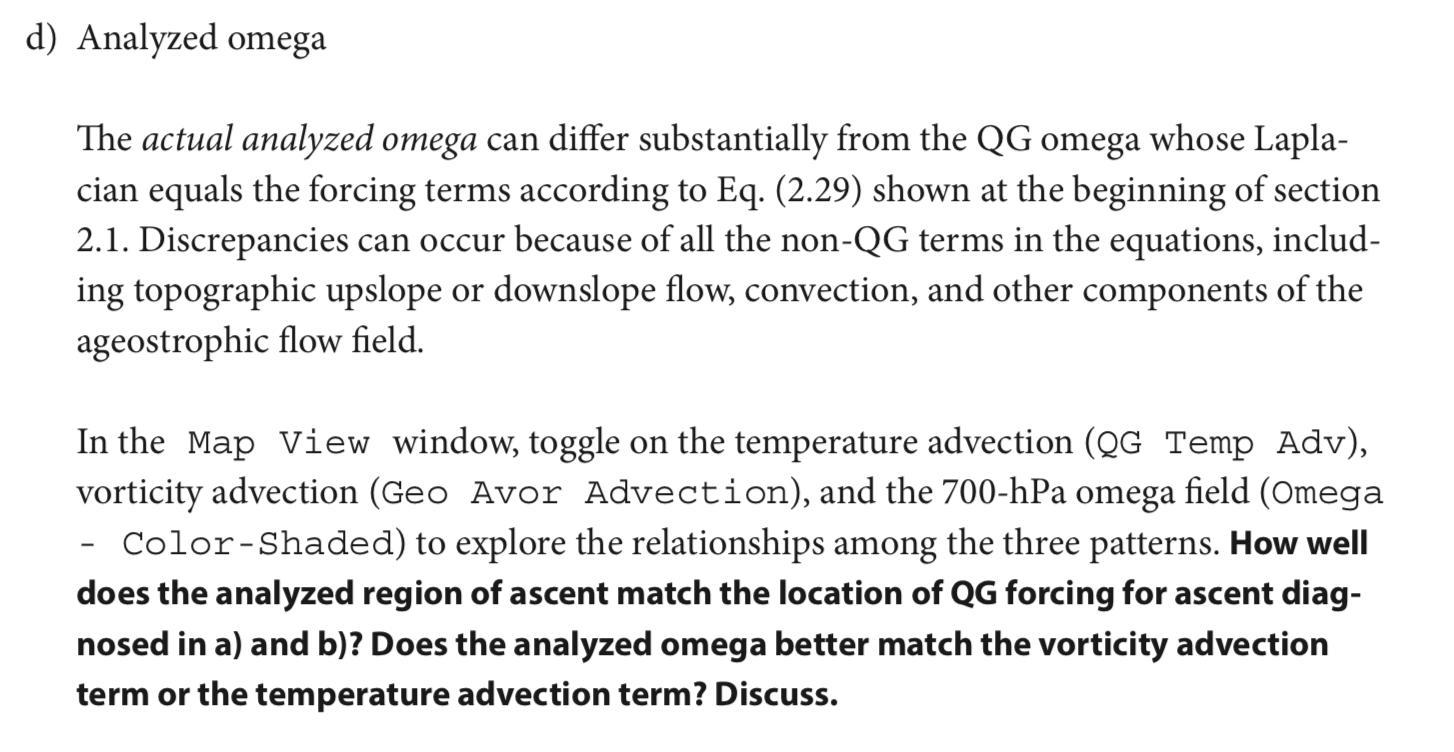 d) Analyzed omega
The actual analyzed omega can differ substantially from the QG omega whose Lapla-
cian equals the forcing terms according to Eq. (2.29) shown at the beginning of section
2.1. Discrepancies can occur because of all the non-QG terms in the equations, includ-
ing topographic upslope or downslope flow, convection, and other components of the
ageostrophic flow field.
In the Map View window, toggle on the temperature advection (QG Temp Adv),
vorticity advection (Geo Avor Advection), and the 700-hPa omega field (Omega
- Color-Shaded) to explore the relationships among the three patterns. How well
does the analyzed region of ascent match the location of QG forcing for ascent diag-
nosed in a) and b)? Does the analyzed omega better match the vorticity advection
term or the temperature advection term? Discuss.